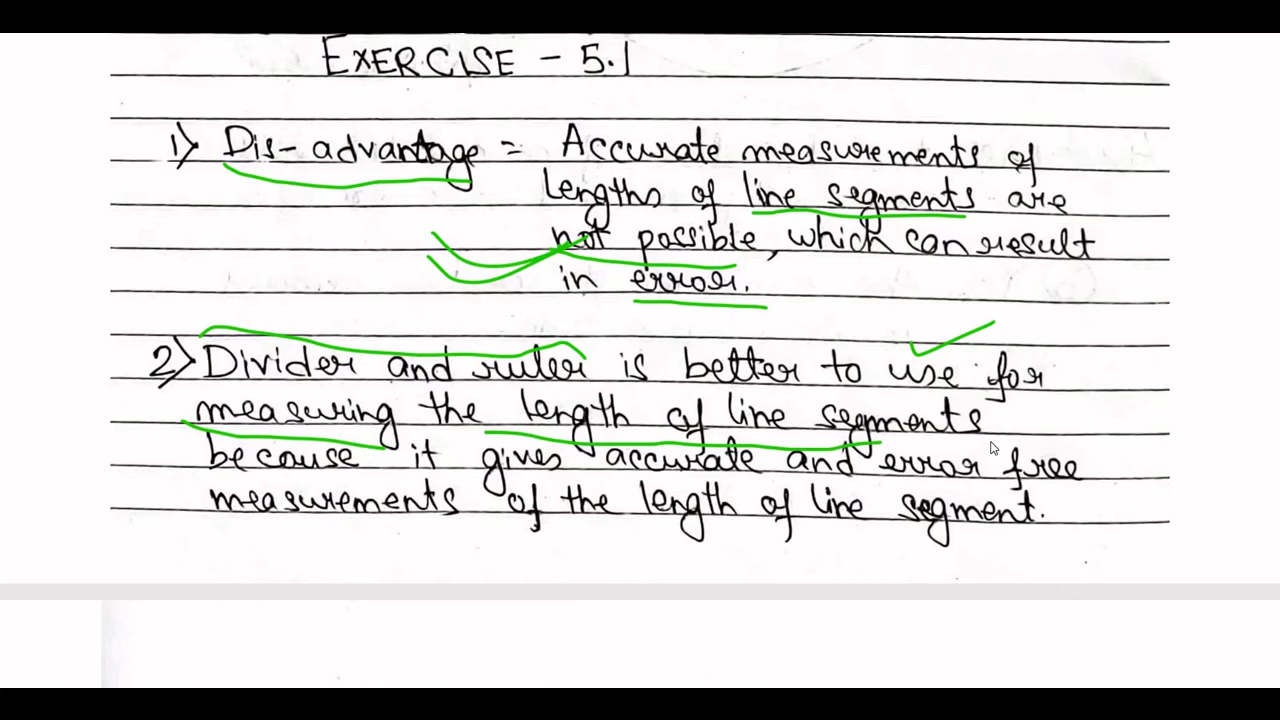 EXERCISE - 5.1
1) Dis-advantage = Accurate measurements of
lengths of line segments are
not possible, which can result
in error.
2) Divider and ruler is better to use for
measuring the length of line segments
because it gives accurate and error free
measurements of the length of line segment.